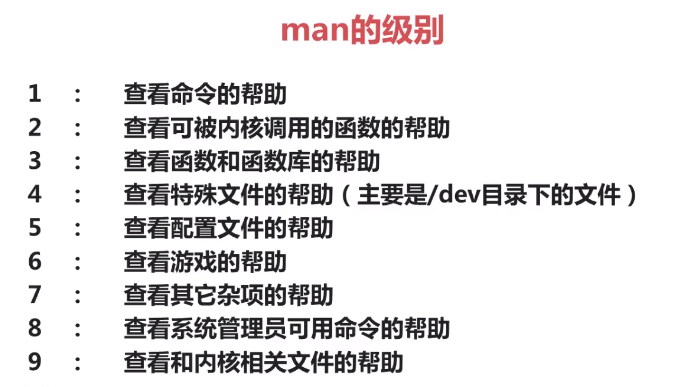 man的级别
1 : 查看命令的帮助
2 : 查看可被内核调用的函数的帮助
3 : 查看函数和函数库的帮助
4 : 查看特殊文件的帮助（主要是/dev目录下的文件）
5 : 查看配置文件的帮助
6 : 查看游戏的帮助
7 : 查看其它杂项的帮助
8 : 查看系统管理员可用命令的帮助
9 : 查看和内核相关文件的帮助